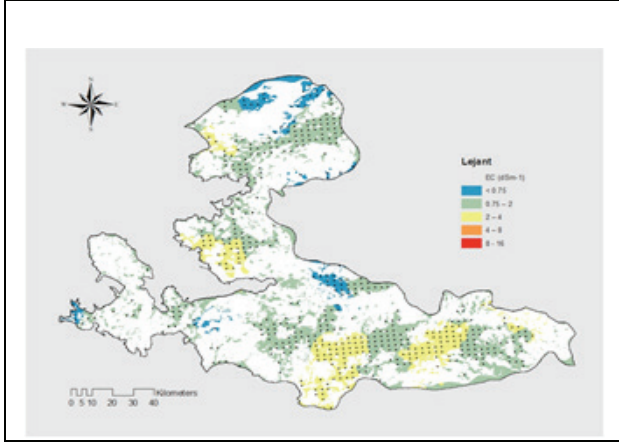 N
W E
S
Lejant
EC (dSm-1)
< 0.75
0.75 – 2
2 – 4
4 – 8
8 - 16
Kilometers
0 5 10 20 30 40